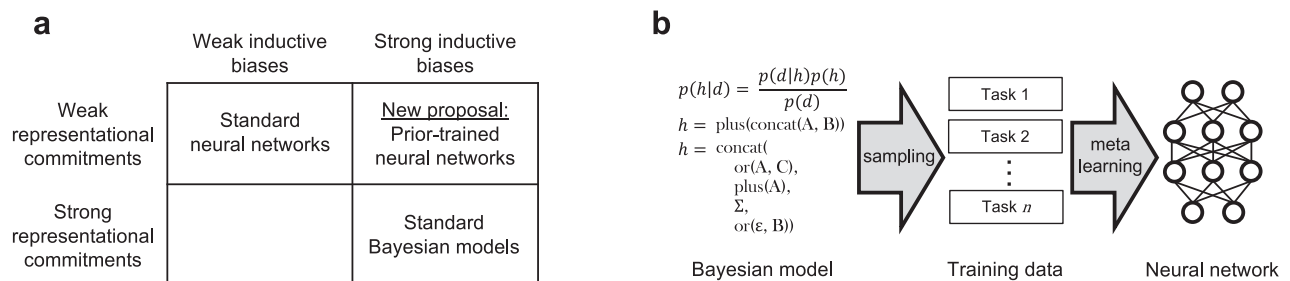 a
Weak inductive
biases
Strong inductive
biases
Weak
representational
commitments
Standard
neural networks
New proposal:
Prior-trained
neural networks
Strong
representational
commitments
Standard
Bayesian models
b
p(h|d) = p(d|h)p(h)
p(d)
h = plus(concat(A, B))
h = concat(
or(A, C),
plus(A),
Σ,
or(ε, B))
sampling
Task 1
Task 2
Task n
meta
learning
Bayesian model
Training data
Neural network